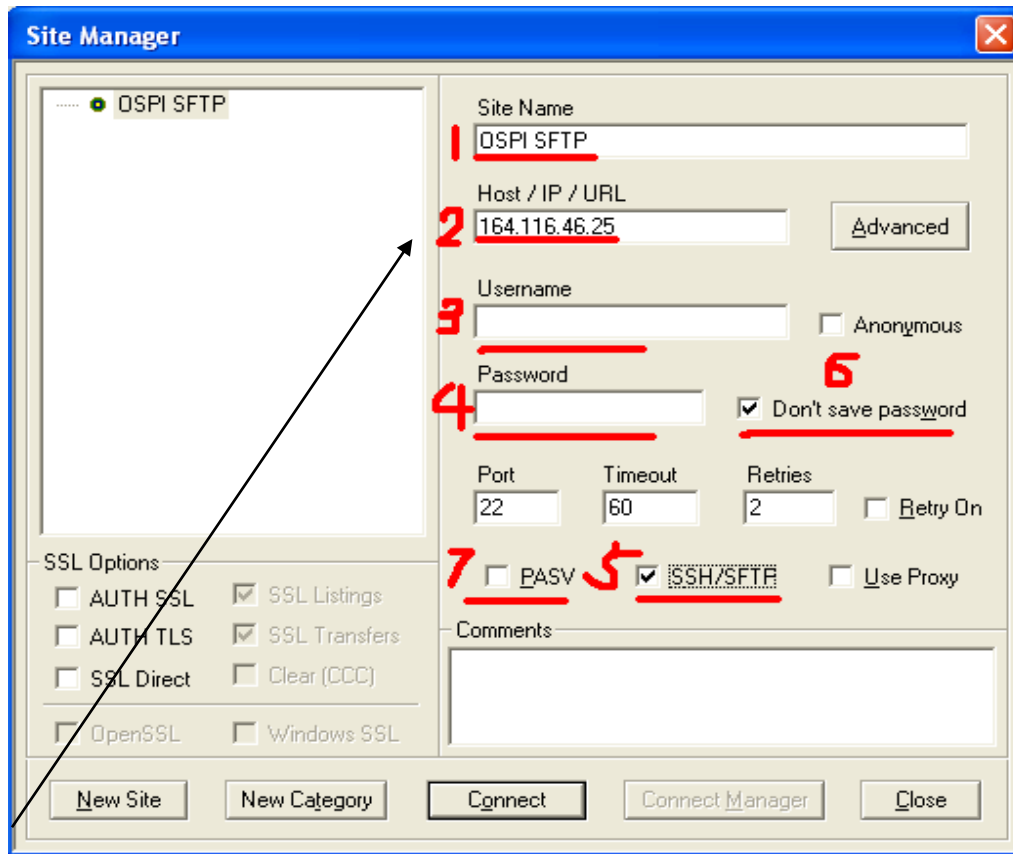 Site Manager
OSPI SFTP
Site Name
1 OSPI SFTP
Host / IP / URL
2 164.116.46.25 Advanced
Username
3 Anonymous
6
Password
4 Don't save password
Port Timeout Retries
22 60 2 Retry On
7 PASV 5 SSH/SFTP Use Proxy
SSL Options
AUTH SSL SSL Listings
AUTH TLS SSL Transfers
SSL Direct Clear (CCC)
OpenSSL Windows SSL
Comments
New Site New Category Connect Connect Manager Close